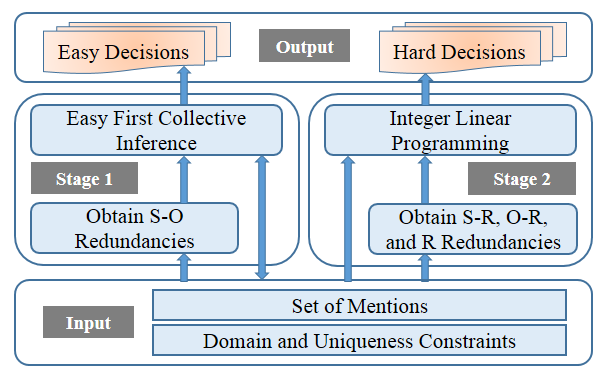 Easy Decisions
Output
Hard Decisions
Easy First Collective
Inference
Integer Linear
Programming
Stage 1
Stage 2
Obtain S-O
Redundancies
Obtain S-R, O-R,
and R Redundancies
Set of Mentions
Input
Domain and Uniqueness Constraints